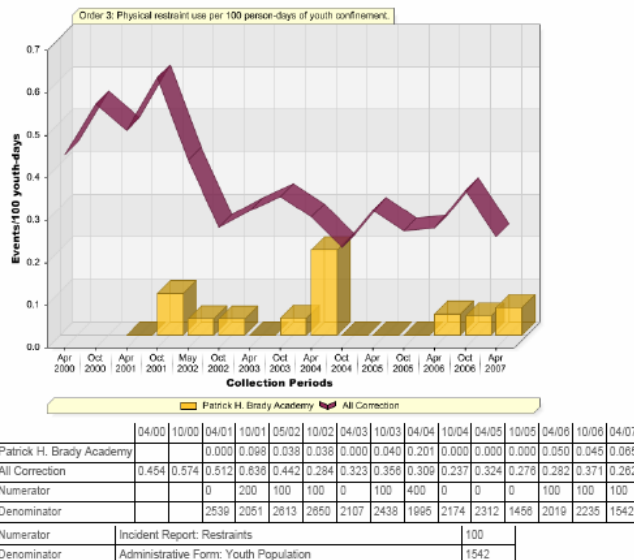 Order 3: Physical restraint use per 100 person-days of youth confinement.
0.7
0.6
0.5
0.4
0.3
0.2
0.1
0.0
Events/100 youth-days
Apr 2000 Oct 2000 Apr 2001 Oct 2001 May 2002 Oct 2002 Apr 2003 Oct 2003 Apr 2004 Oct 2004 Apr 2005 Oct 2005 Apr 2006 Oct 2006 Apr 2007
Collection Periods
Patrick H. Brady Academy All Correction
04/00 10/00 04/01 10/01 05/02 10/02 04/03 10/03 04/04 10/04 04/05 10/05 04/06 10/06 04/07
Patrick H. Brady Academy 0.000 0.098 0.038 0.038 0.000 0.040 0.201 0.000 0.000 0.000 0.050 0.045 0.065
All Correction 0.454 0.574 0.512 0.636 0.442 0.284 0.323 0.356 0.309 0.237 0.324 0.276 0.282 0.371 0.262
Numerator 0 200 100 100 0 100 400 0 0 0 100 100 100
Denominator 2539 2051 2613 2650 2107 2438 1995 2174 2312 1456 2019 2235 1542
Numerator Incident Report: Restraints 100
Denominator Administrative Form: Youth Population 1542